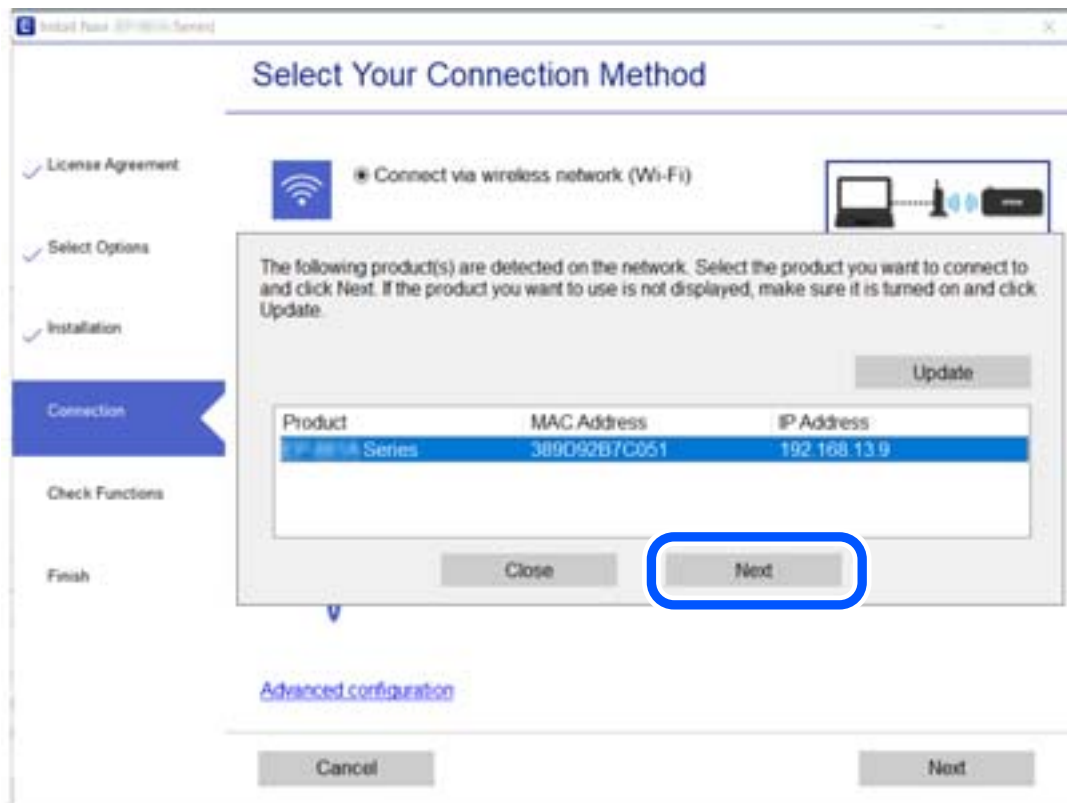 Select Your Connection Method
License Agreement
Select Options
Installation
Connection
Check Functions
Finish
Connect via wireless network (Wi-Fi)
The following product(s) are detected on the network. Select the product you want to connect to
and click Next. If the product you want to use is not displayed, make sure it is turned on and click
Update.
Update
Product MAC Address IP Address
Series 389D92B7C051 192.168.13.9
Close Next
Advanced configuration
Cancel Next